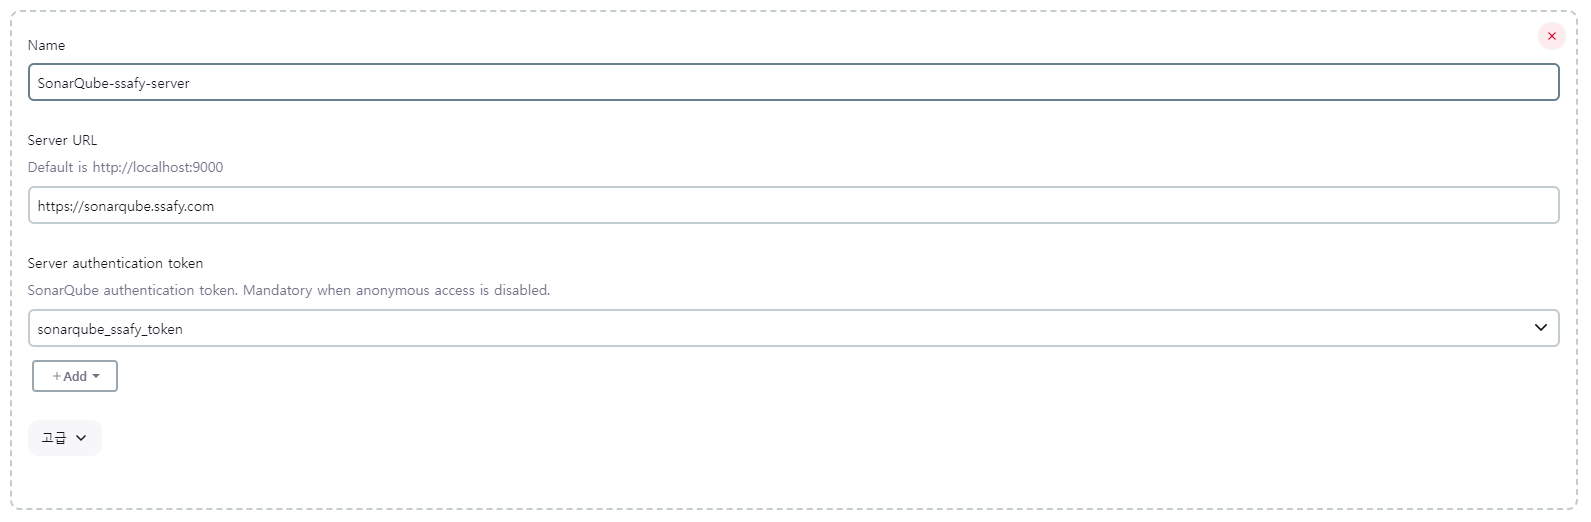 Name
SonarQube-ssafy-server
Server URL
Default is http://localhost:9000
https://sonarqube.ssafy.com
Server authentication token
SonarQube authentication token. Mandatory when anonymous access is disabled.
sonarqube_ssafy_token
+Add
고급